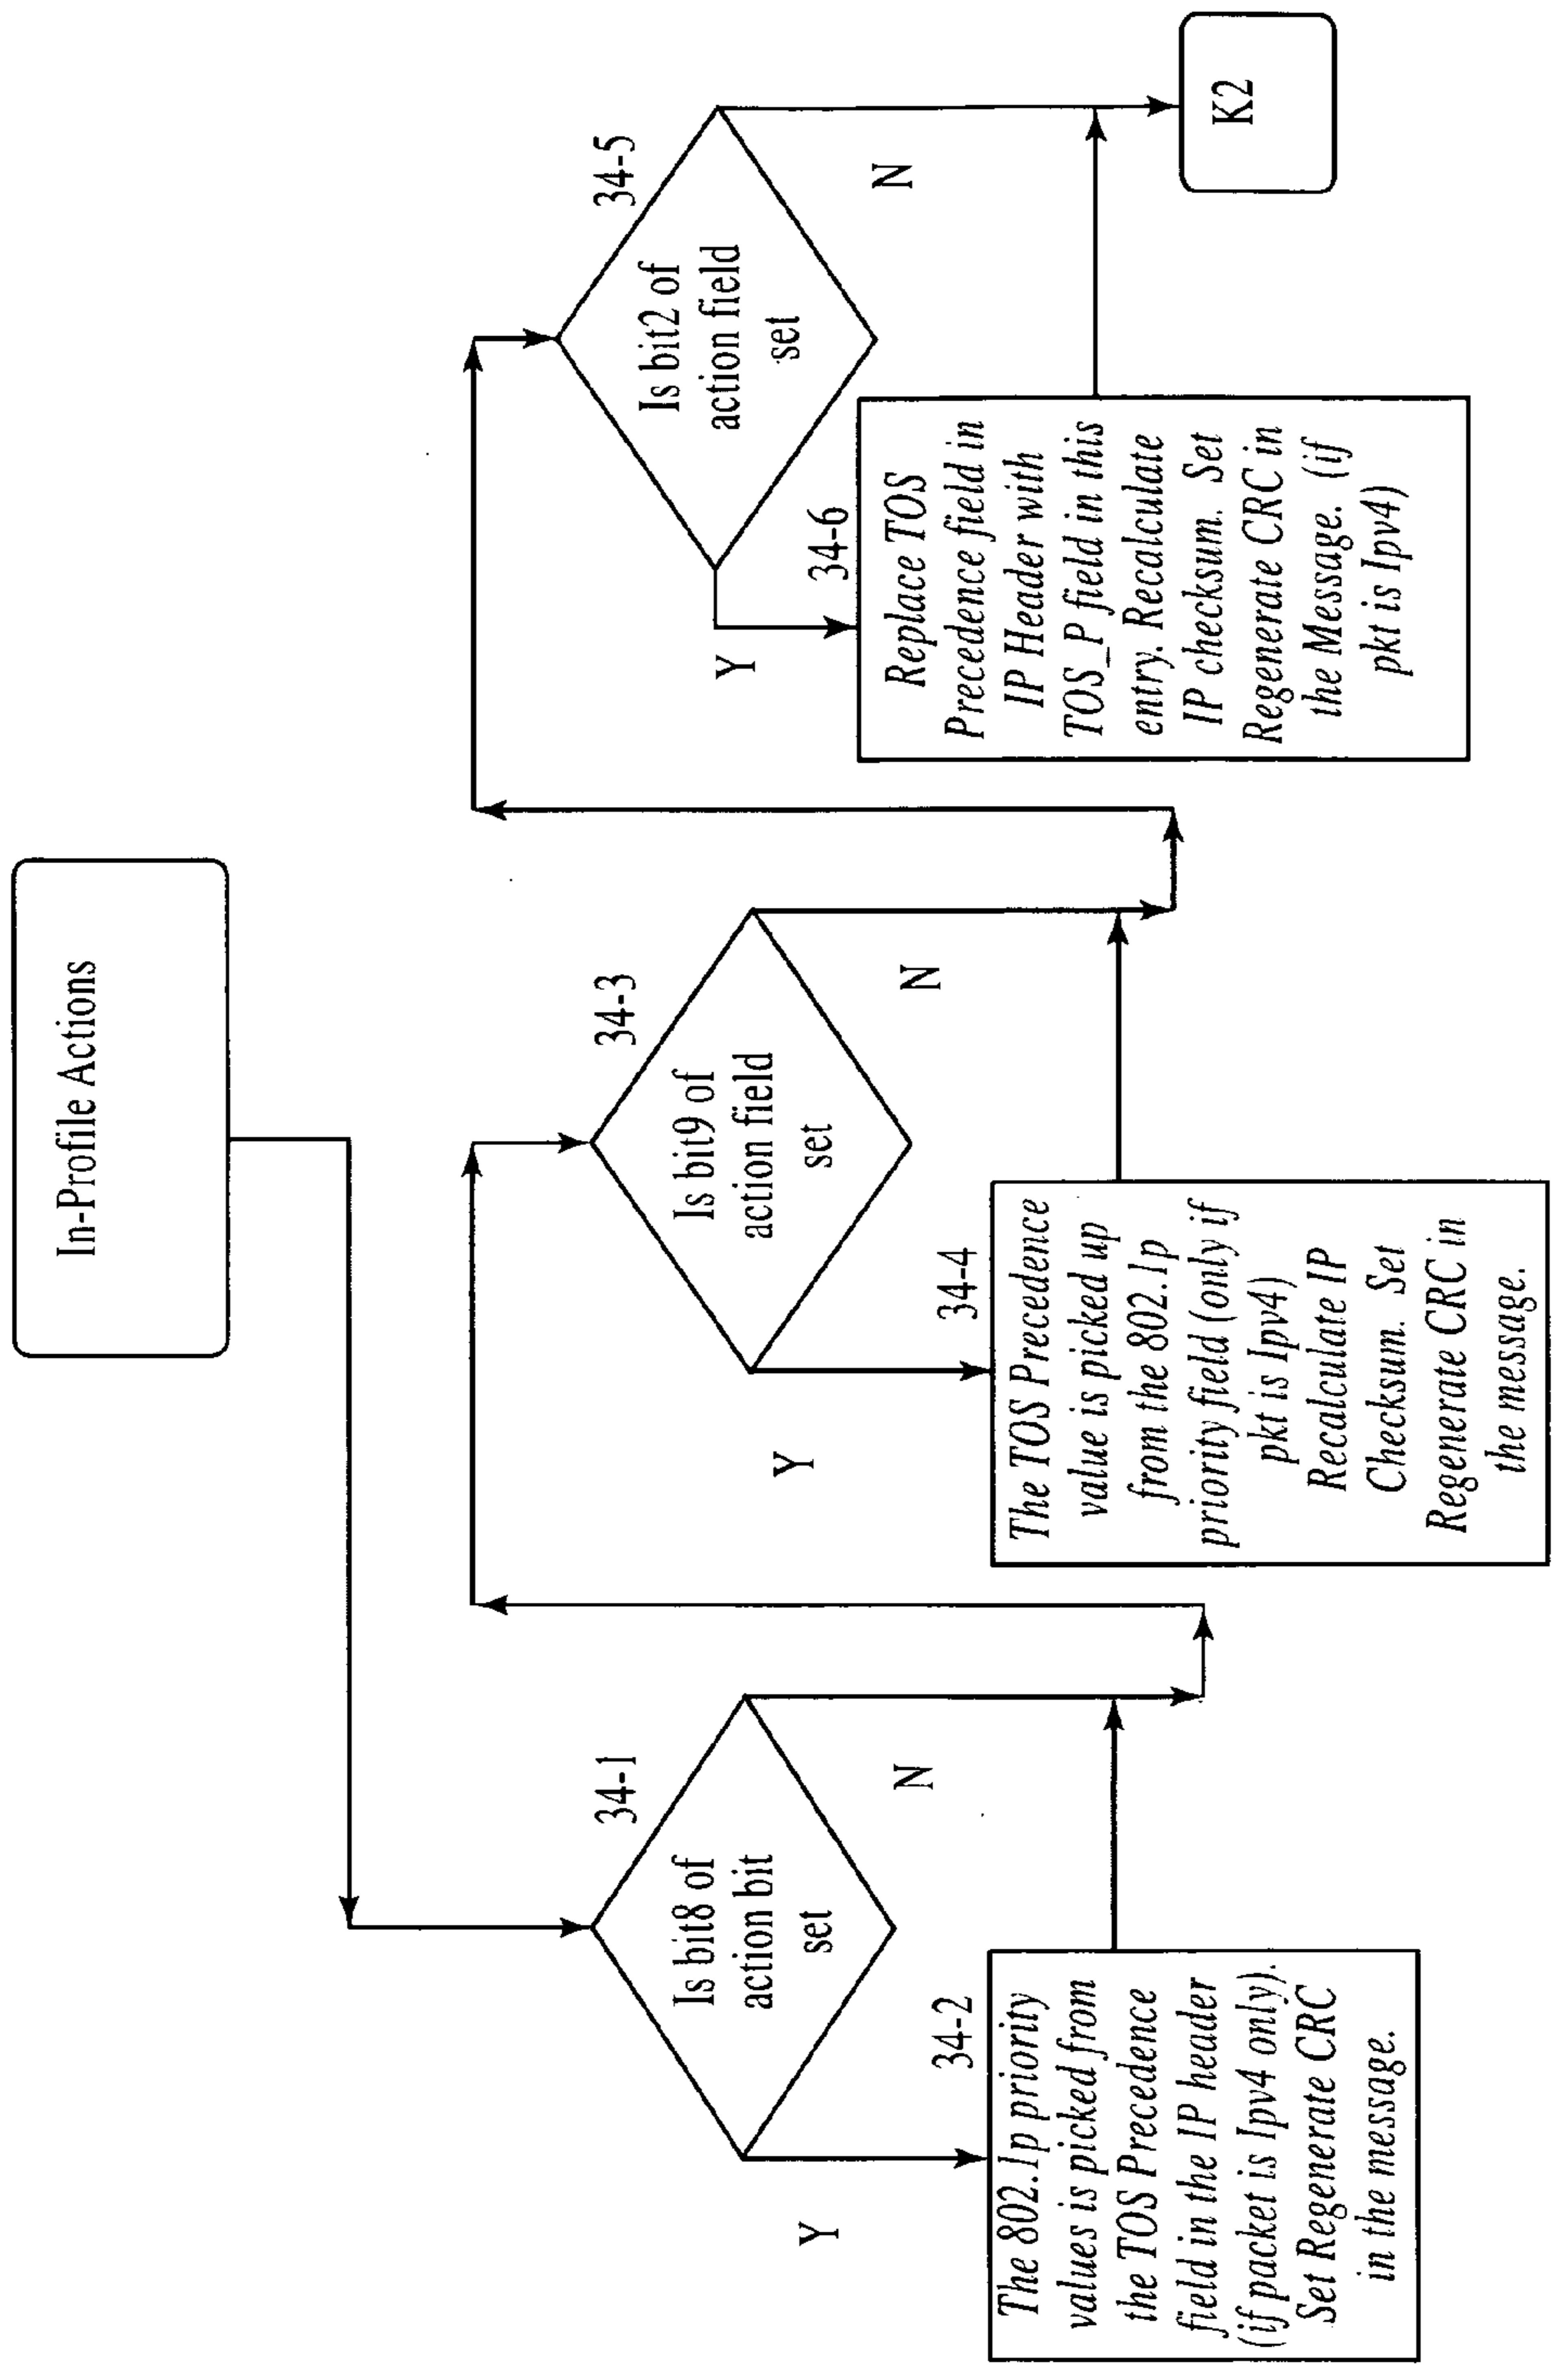 In-Profile Actions
34-1
Is bit8 of
action bit
set
Y
N
34-2
The 802.1p priority
values is picked from
the TOS Precedence
field in the IP header
(if packet is Ipv4 only).
Set Regenerate CRC
in the message.
34-3
Is bit9 of
action field
set
Y
N
34-4
The TOS Precedence
value is picked up
from the 802.1p
priority field (only if
pkt is Ipv4)
Recalculate IP
Checksum. Set
Regenerate CRC in
the message.
34-5
Is bit2 of
action field
set
Y
N
34-6
Replace TOS
Precedence field in
IP Header with
TOS_P field in this
entry. Recalculate
IP checksum. Set
Regenerate CRC in
the Message. (if
pkt is Ipv4)
K2